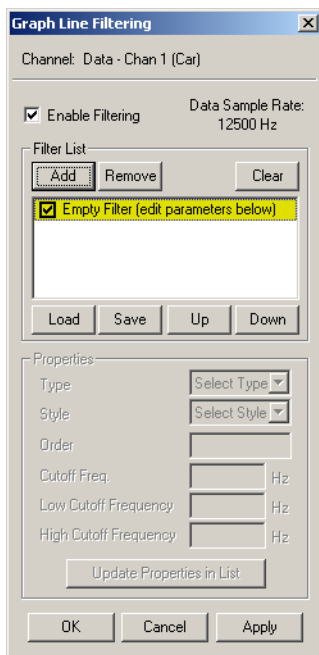 Graph Line Filtering
Channel: Data - Chan 1 (Car)
Enable Filtering
Data Sample Rate:
12500 Hz
Filter List
Add Remove Clear
Empty Filter (edit parameters below)
Load Save Up Down
Properties
Type Select Type
Style Select Style
Order
Cutoff Freq. Hz
Low Cutoff Frequency Hz
High Cutoff Frequency Hz
Update Properties in List
OK Cancel Apply